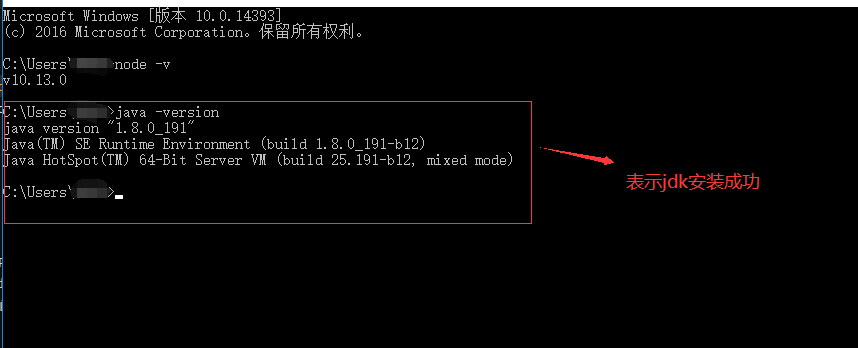 Microsoft Windows [版本 10.0.14393]
(c) 2016 Microsoft Corporation。保留所有权利。
C:\Users\ node -v
v10.13.0
C:\Users\ >java -version
java version "1.8.0_191"
Java(TM) SE Runtime Environment (build 1.8.0_191-b12)
Java HotSpot(TM) 64-Bit Server VM (build 25.191-b12, mixed mode)
C:\Users\ >
表示jdk安装成功